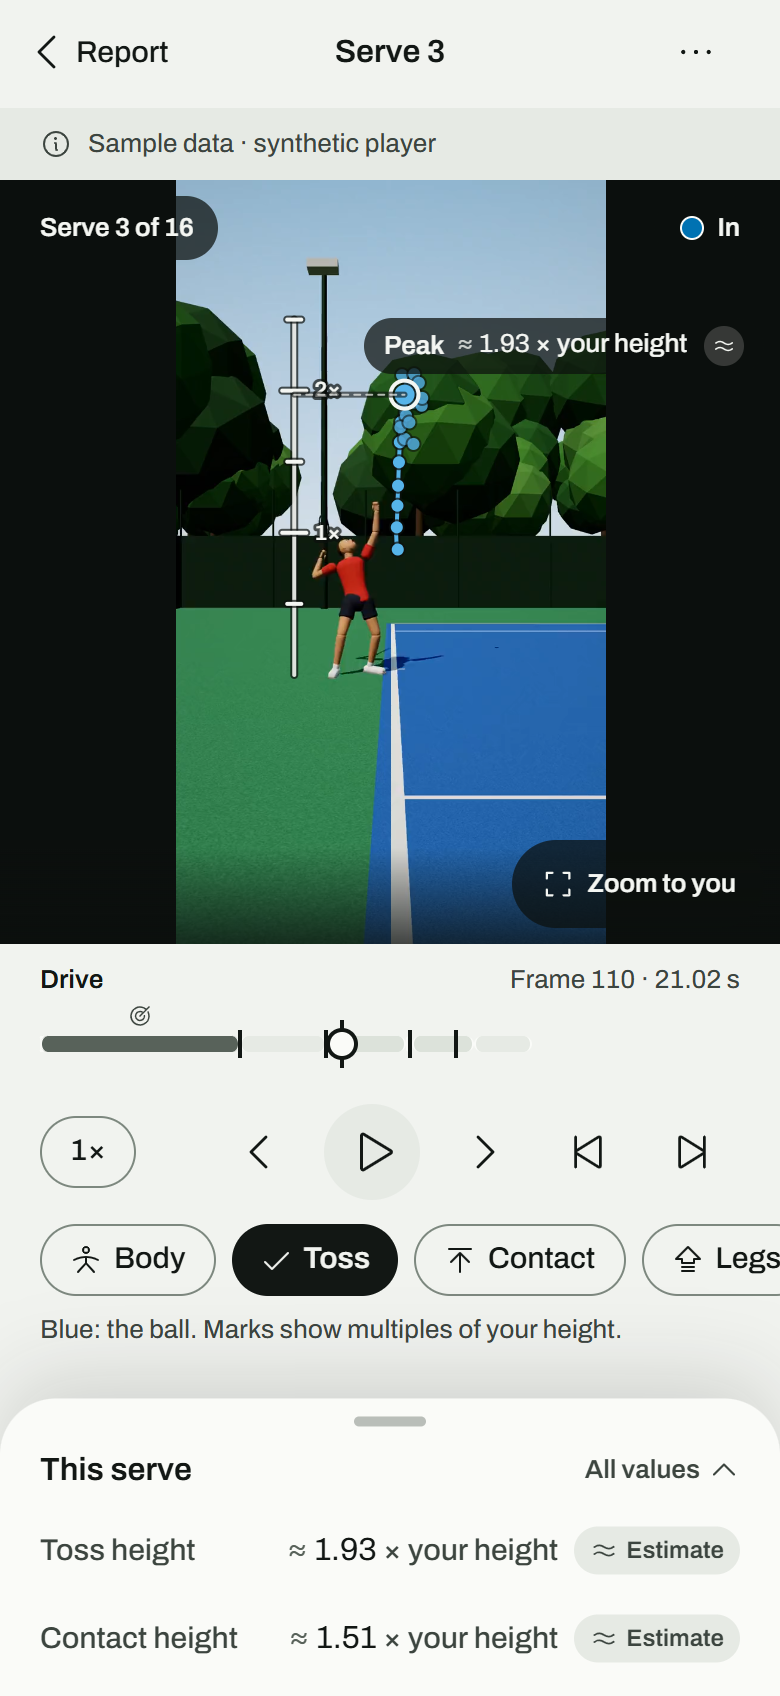 Report
Serve 3
Sample data · synthetic player
Serve 3 of 16
In
Peak ≈ 1.93 × your height
2×
1×
Zoom to you
Drive
Frame 110 · 21.02 s
1×
Body
Toss
Contact
Legs
Blue: the ball. Marks show multiples of your height.
This serve
All values
Toss height ≈ 1.93 × your height Estimate
Contact height ≈ 1.51 × your height Estimate